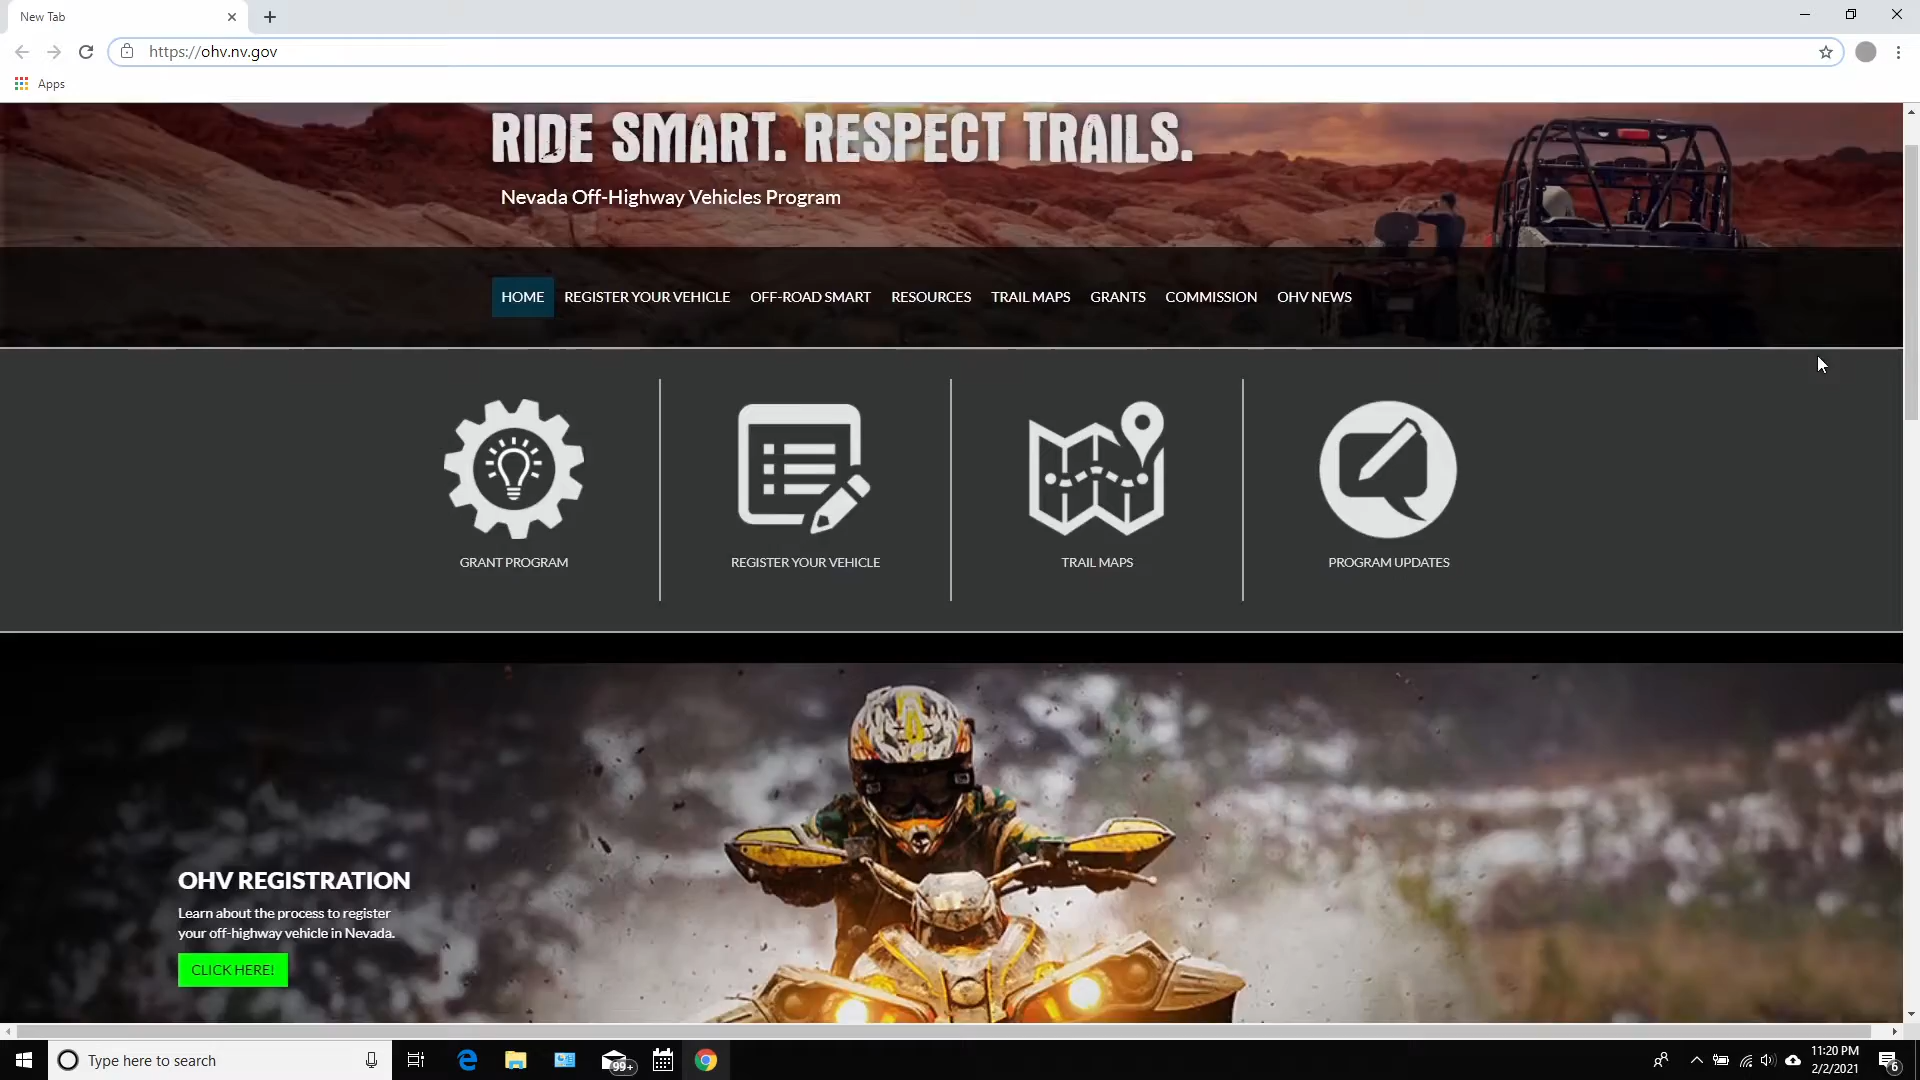 New Tab
https://ohv.nv.gov
Apps
RIDE SMART. RESPECT TRAILS.
Nevada Off-Highway Vehicles Program
HOME REGISTER YOUR VEHICLE OFF-ROAD SMART RESOURCES TRAIL MAPS GRANTS COMMISSION OHV NEWS
GRANT PROGRAM REGISTER YOUR VEHICLE TRAIL MAPS PROGRAM UPDATES
OHV REGISTRATION
Learn about the process to register
your off-highway vehicle in Nevada.
CLICK HERE!
Type here to search
99+
11:20 PM
2/2/2021
6